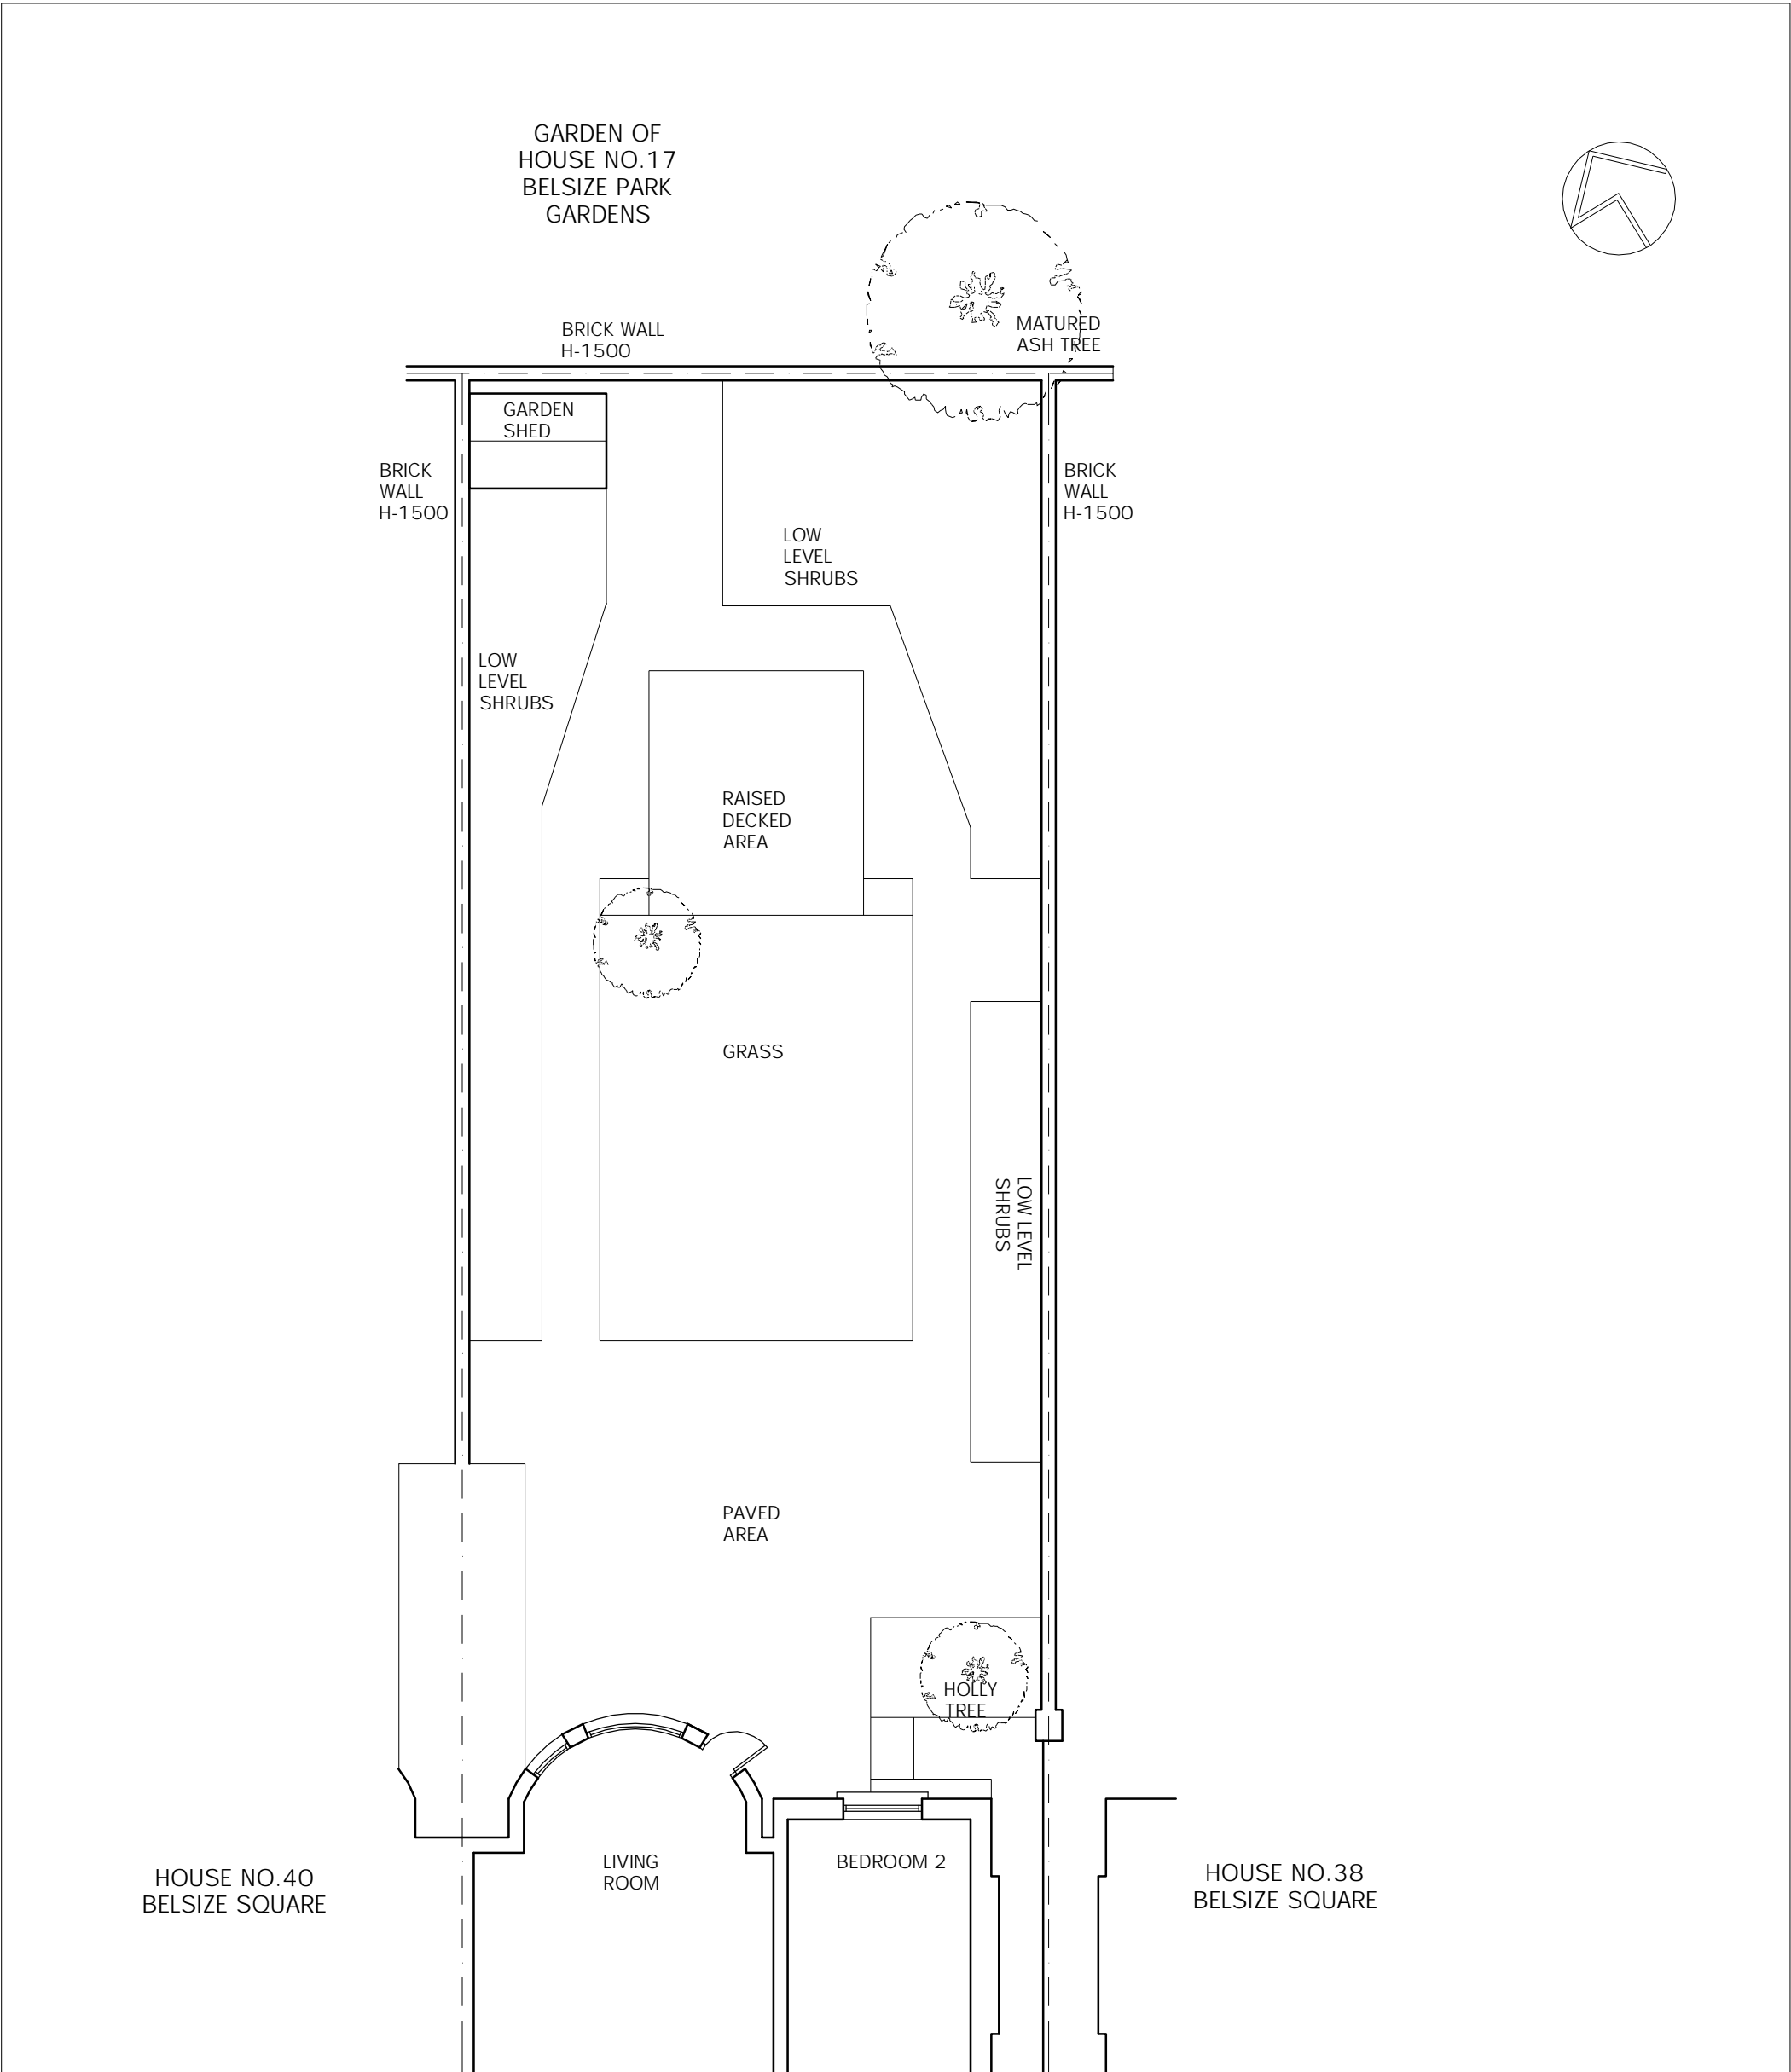 GARDEN OF
HOUSE NO.17
BELSIZE PARK
GARDENS
BRICK WALL
H-1500
MATURED
ASH TREE
GARDEN
SHED
BRICK
WALL
H-1500
BRICK
WALL
H-1500
LOW
LEVEL
SHRUBS
LOW
LEVEL
SHRUBS
RAISED
DECKED
AREA
GRASS
LOW LEVEL
SHRUBS
PAVED
AREA
HOLLY
TREE
LIVING
ROOM
BEDROOM 2
HOUSE NO.40
BELSIZE SQUARE
HOUSE NO.38
BELSIZE SQUARE